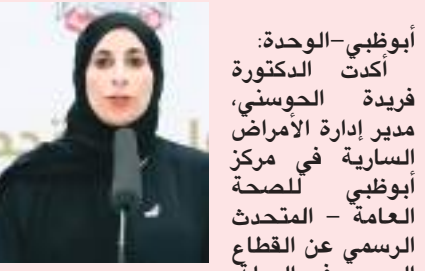 أبوظبي–الوحدة:
أكدت الدكتورة
فريدة الحوسني،
مدير إدارة الأمراض
السارية في مركز
أبوظبي للصحة
العامة – المتحدث
الرسمي عن القطاع